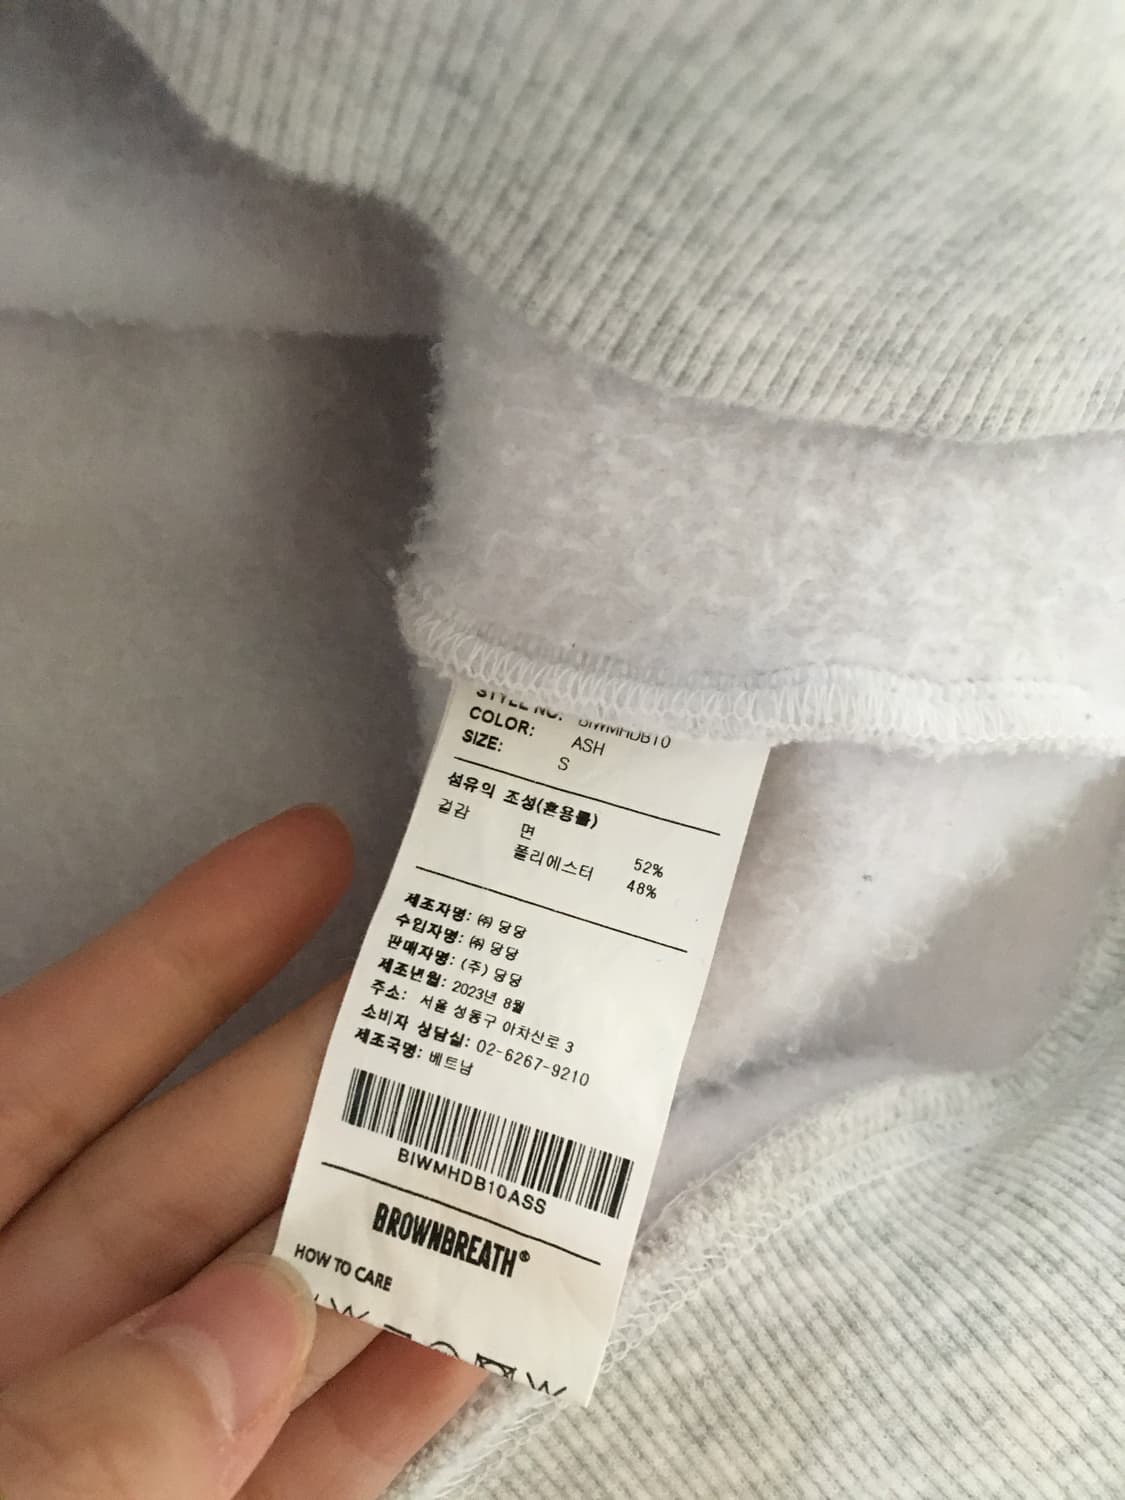 STYLE NO: BIWMHDB10
COLOR: ASH
SIZE: S
섬유의 조성(혼용률)
겉감 면 52%
폴리에스터 48%
제조자명: ㈜ 당당
수입자명: ㈜ 당당
판매자명: (주) 당당
제조년월: 2023년 8월
주소: 서울 성동구 아차산로 3
소비자 상담실: 02-6267-9210
제조국명: 베트남
BIWMHDB10ASS
BROWNBREATH®
HOW TO CARE